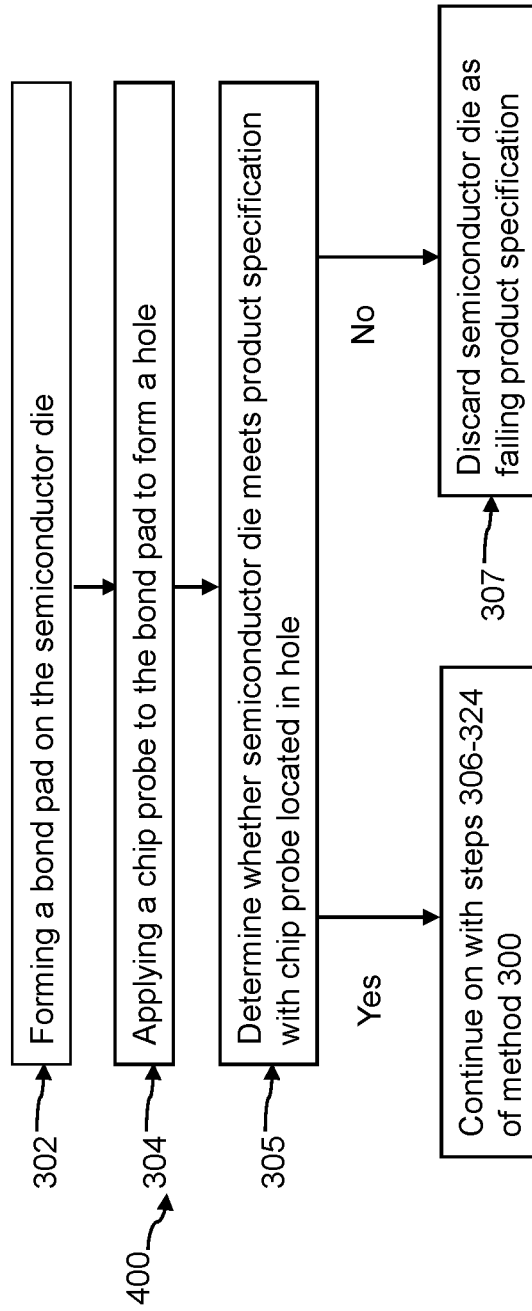 400
302
Forming a bond pad on the semiconductor die
304
Applying a chip probe to the bond pad to form a hole
305
Determine whether semiconductor die meets product specification
with chip probe located in hole
Yes
No
Continue on with steps 306-324
of method 300
307
Discard semiconductor die as
failing product specification